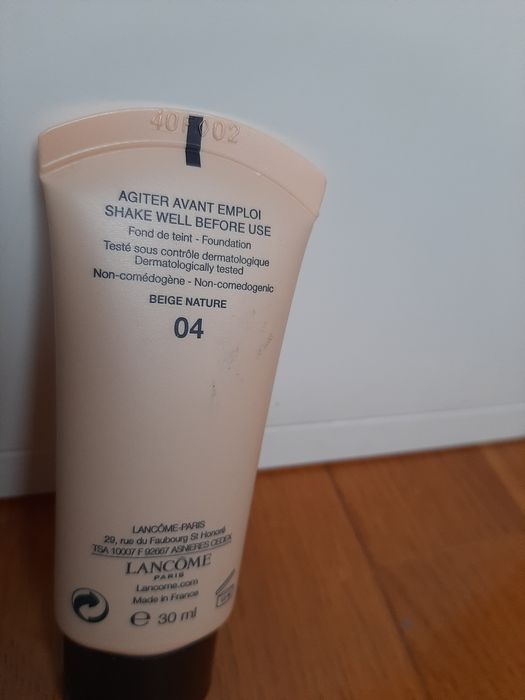 AGITER AVANT EMPLOI
SHAKE WELL BEFORE USE
Fond de teint - Foundation
Testé sous contrôle dermatologique
Dermatologically tested
Non-comédogène - Non-comedogenic
BEIGE NATURE
04
LANCÔME-PARIS
29, rue du Faubourg St Honoré
TSA 10007 F 92667 ASNIERES CEDEX
LANCÔME
PARIS
Lancome.com
Made in France
e 30 ml